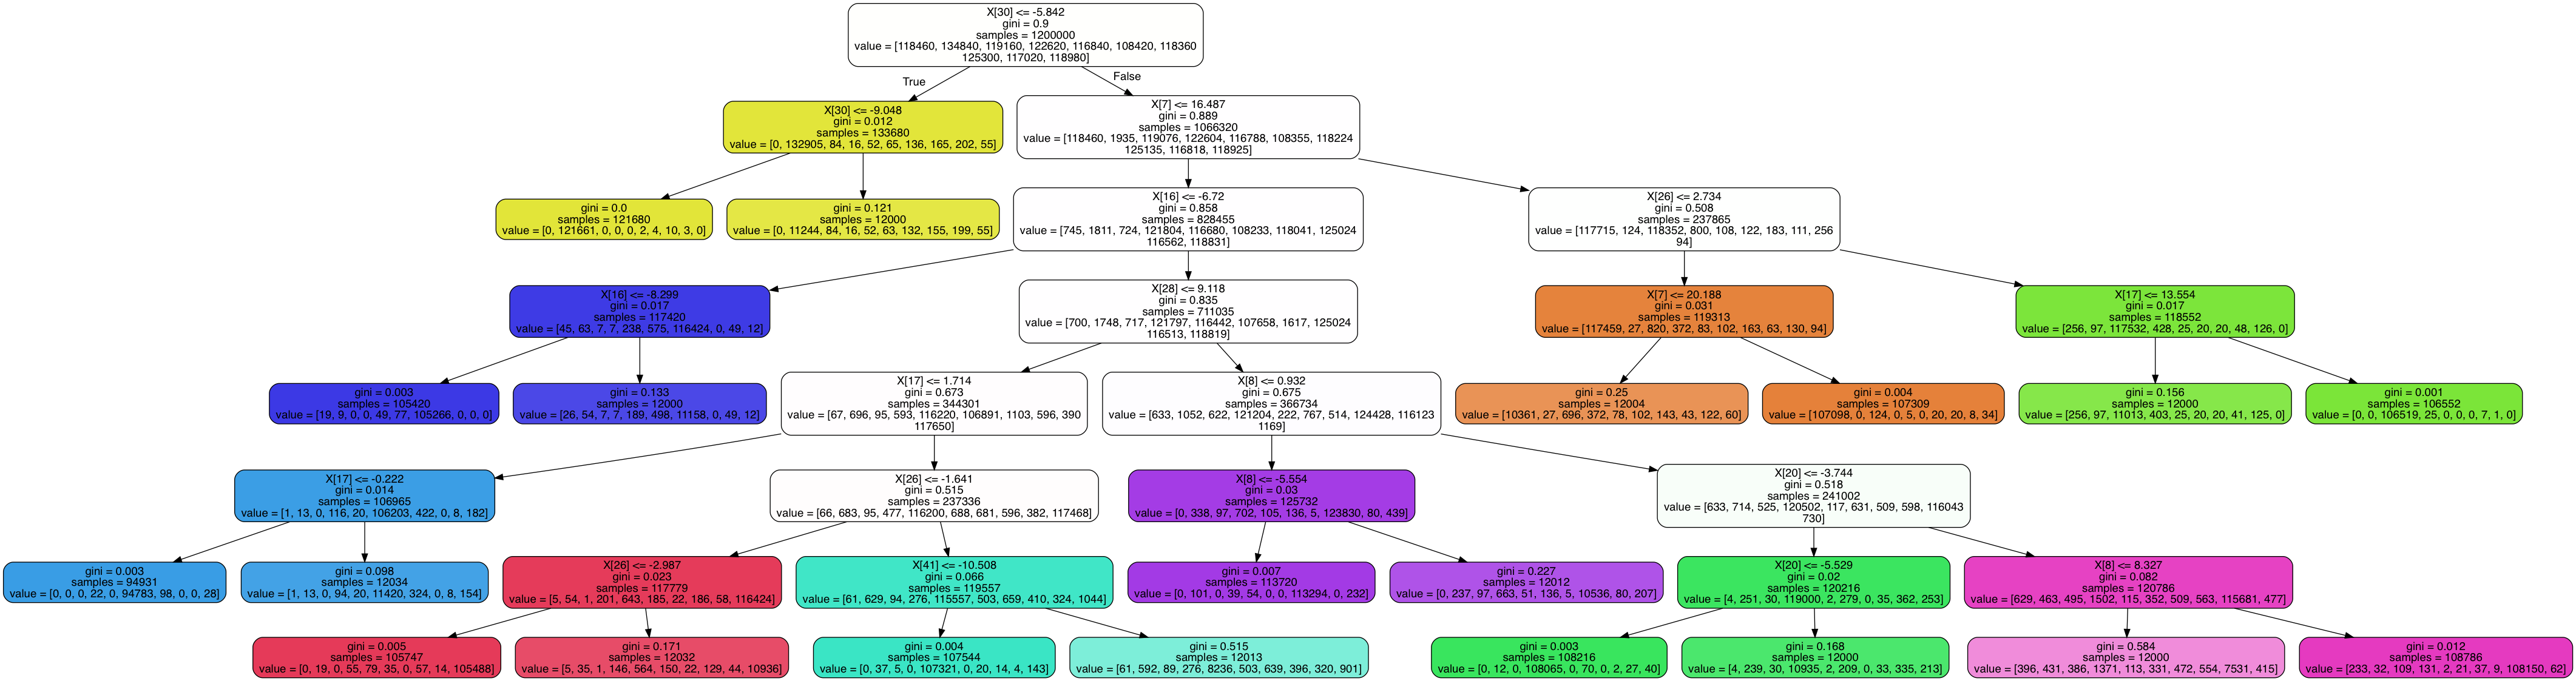 X[30] <= -5.842
gini = 0.9
samples = 1200000
value = [118460, 134840, 119160, 122620, 116840, 108420, 118360
125300, 117020, 118980]
True
False
X[30] <= -9.048
gini = 0.012
samples = 133680
value = [0, 132905, 84, 16, 52, 65, 136, 165, 202, 55]
X[7] <= 16.487
gini = 0.889
samples = 1066320
value = [118460, 1935, 119076, 122604, 116788, 108355, 118224
125135, 116818, 118925]
gini = 0.0
samples = 121680
value = [0, 121661, 0, 0, 0, 2, 4, 10, 3, 0]
gini = 0.121
samples = 12000
value = [0, 11244, 84, 16, 52, 63, 132, 155, 199, 55]
X[16] <= -6.72
gini = 0.858
samples = 828455
value = [745, 1811, 724, 121804, 116680, 108233, 118041, 125024
116562, 118831]
X[26] <= 2.734
gini = 0.508
samples = 237865
value = [117715, 124, 118352, 800, 108, 122, 183, 111, 256
94]
X[16] <= -8.299
gini = 0.017
samples = 117420
value = [45, 63, 7, 7, 238, 575, 116424, 0, 49, 12]
X[28] <= 9.118
gini = 0.835
samples = 711035
value = [700, 1748, 717, 121797, 116442, 107658, 1617, 125024
116513, 118819]
X[7] <= 20.188
gini = 0.031
samples = 119313
value = [117459, 27, 820, 372, 83, 102, 163, 63, 130, 94]
X[17] <= 13.554
gini = 0.017
samples = 118552
value = [256, 97, 117532, 428, 25, 20, 20, 48, 126, 0]
gini = 0.003
samples = 105420
value = [19, 9, 0, 0, 49, 77, 105266, 0, 0, 0]
gini = 0.133
samples = 12000
value = [26, 54, 7, 7, 189, 498, 11158, 0, 49, 12]
X[17] <= 1.714
gini = 0.673
samples = 344301
value = [67, 696, 95, 593, 116220, 106891, 1103, 596, 390
117650]
X[8] <= 0.932
gini = 0.675
samples = 366734
value = [633, 1052, 622, 121204, 222, 767, 514, 124428, 116123
1169]
gini = 0.25
samples = 12004
value = [10361, 27, 696, 372, 78, 102, 143, 43, 122, 60]
gini = 0.004
samples = 107309
value = [107098, 0, 124, 0, 5, 0, 20, 20, 8, 34]
gini = 0.156
samples = 12000
value = [256, 97, 11013, 403, 25, 20, 20, 41, 125, 0]
gini = 0.001
samples = 106552
value = [0, 0, 106519, 25, 0, 0, 0, 7, 1, 0]
X[17] <= -0.222
gini = 0.014
samples = 106965
value = [1, 13, 0, 116, 20, 106203, 422, 0, 8, 182]
X[26] <= -1.641
gini = 0.515
samples = 237336
value = [66, 683, 95, 477, 116200, 688, 681, 596, 382, 117468]
X[8] <= -5.554
gini = 0.03
samples = 125732
value = [0, 338, 97, 702, 105, 136, 5, 123830, 80, 439]
X[20] <= -3.744
gini = 0.518
samples = 241002
value = [633, 714, 525, 120502, 117, 631, 509, 598, 116043
730]
gini = 0.003
samples = 94931
value = [0, 0, 0, 22, 0, 94783, 98, 0, 0, 28]
gini = 0.098
samples = 12034
value = [1, 13, 0, 94, 20, 11420, 324, 0, 8, 154]
X[26] <= -2.987
gini = 0.023
samples = 117779
value = [5, 54, 1, 201, 643, 185, 22, 186, 58, 116424]
X[41] <= -10.508
gini = 0.066
samples = 119557
value = [61, 629, 94, 276, 115557, 503, 659, 410, 324, 1044]
gini = 0.007
samples = 113720
value = [0, 101, 0, 39, 54, 0, 0, 113294, 0, 232]
gini = 0.227
samples = 12012
value = [0, 237, 97, 663, 51, 136, 5, 10536, 80, 207]
X[20] <= -5.529
gini = 0.02
samples = 120216
value = [4, 251, 30, 119000, 2, 279, 0, 35, 362, 253]
X[8] <= 8.327
gini = 0.082
samples = 120786
value = [629, 463, 495, 1502, 115, 352, 509, 563, 115681, 477]
gini = 0.005
samples = 105747
value = [0, 19, 0, 55, 79, 35, 0, 57, 14, 105488]
gini = 0.171
samples = 12032
value = [5, 35, 1, 146, 564, 150, 22, 129, 44, 10936]
gini = 0.004
samples = 107544
value = [0, 37, 5, 0, 107321, 0, 20, 14, 4, 143]
gini = 0.515
samples = 12013
value = [61, 592, 89, 276, 8236, 503, 639, 396, 320, 901]
gini = 0.003
samples = 108216
value = [0, 12, 0, 108065, 0, 70, 0, 2, 27, 40]
gini = 0.168
samples = 12000
value = [4, 239, 30, 10935, 2, 209, 0, 33, 335, 213]
gini = 0.584
samples = 12000
value = [396, 431, 386, 1371, 113, 331, 472, 554, 7531, 415]
gini = 0.012
samples = 108786
value = [233, 32, 109, 131, 2, 21, 37, 9, 108150, 62]